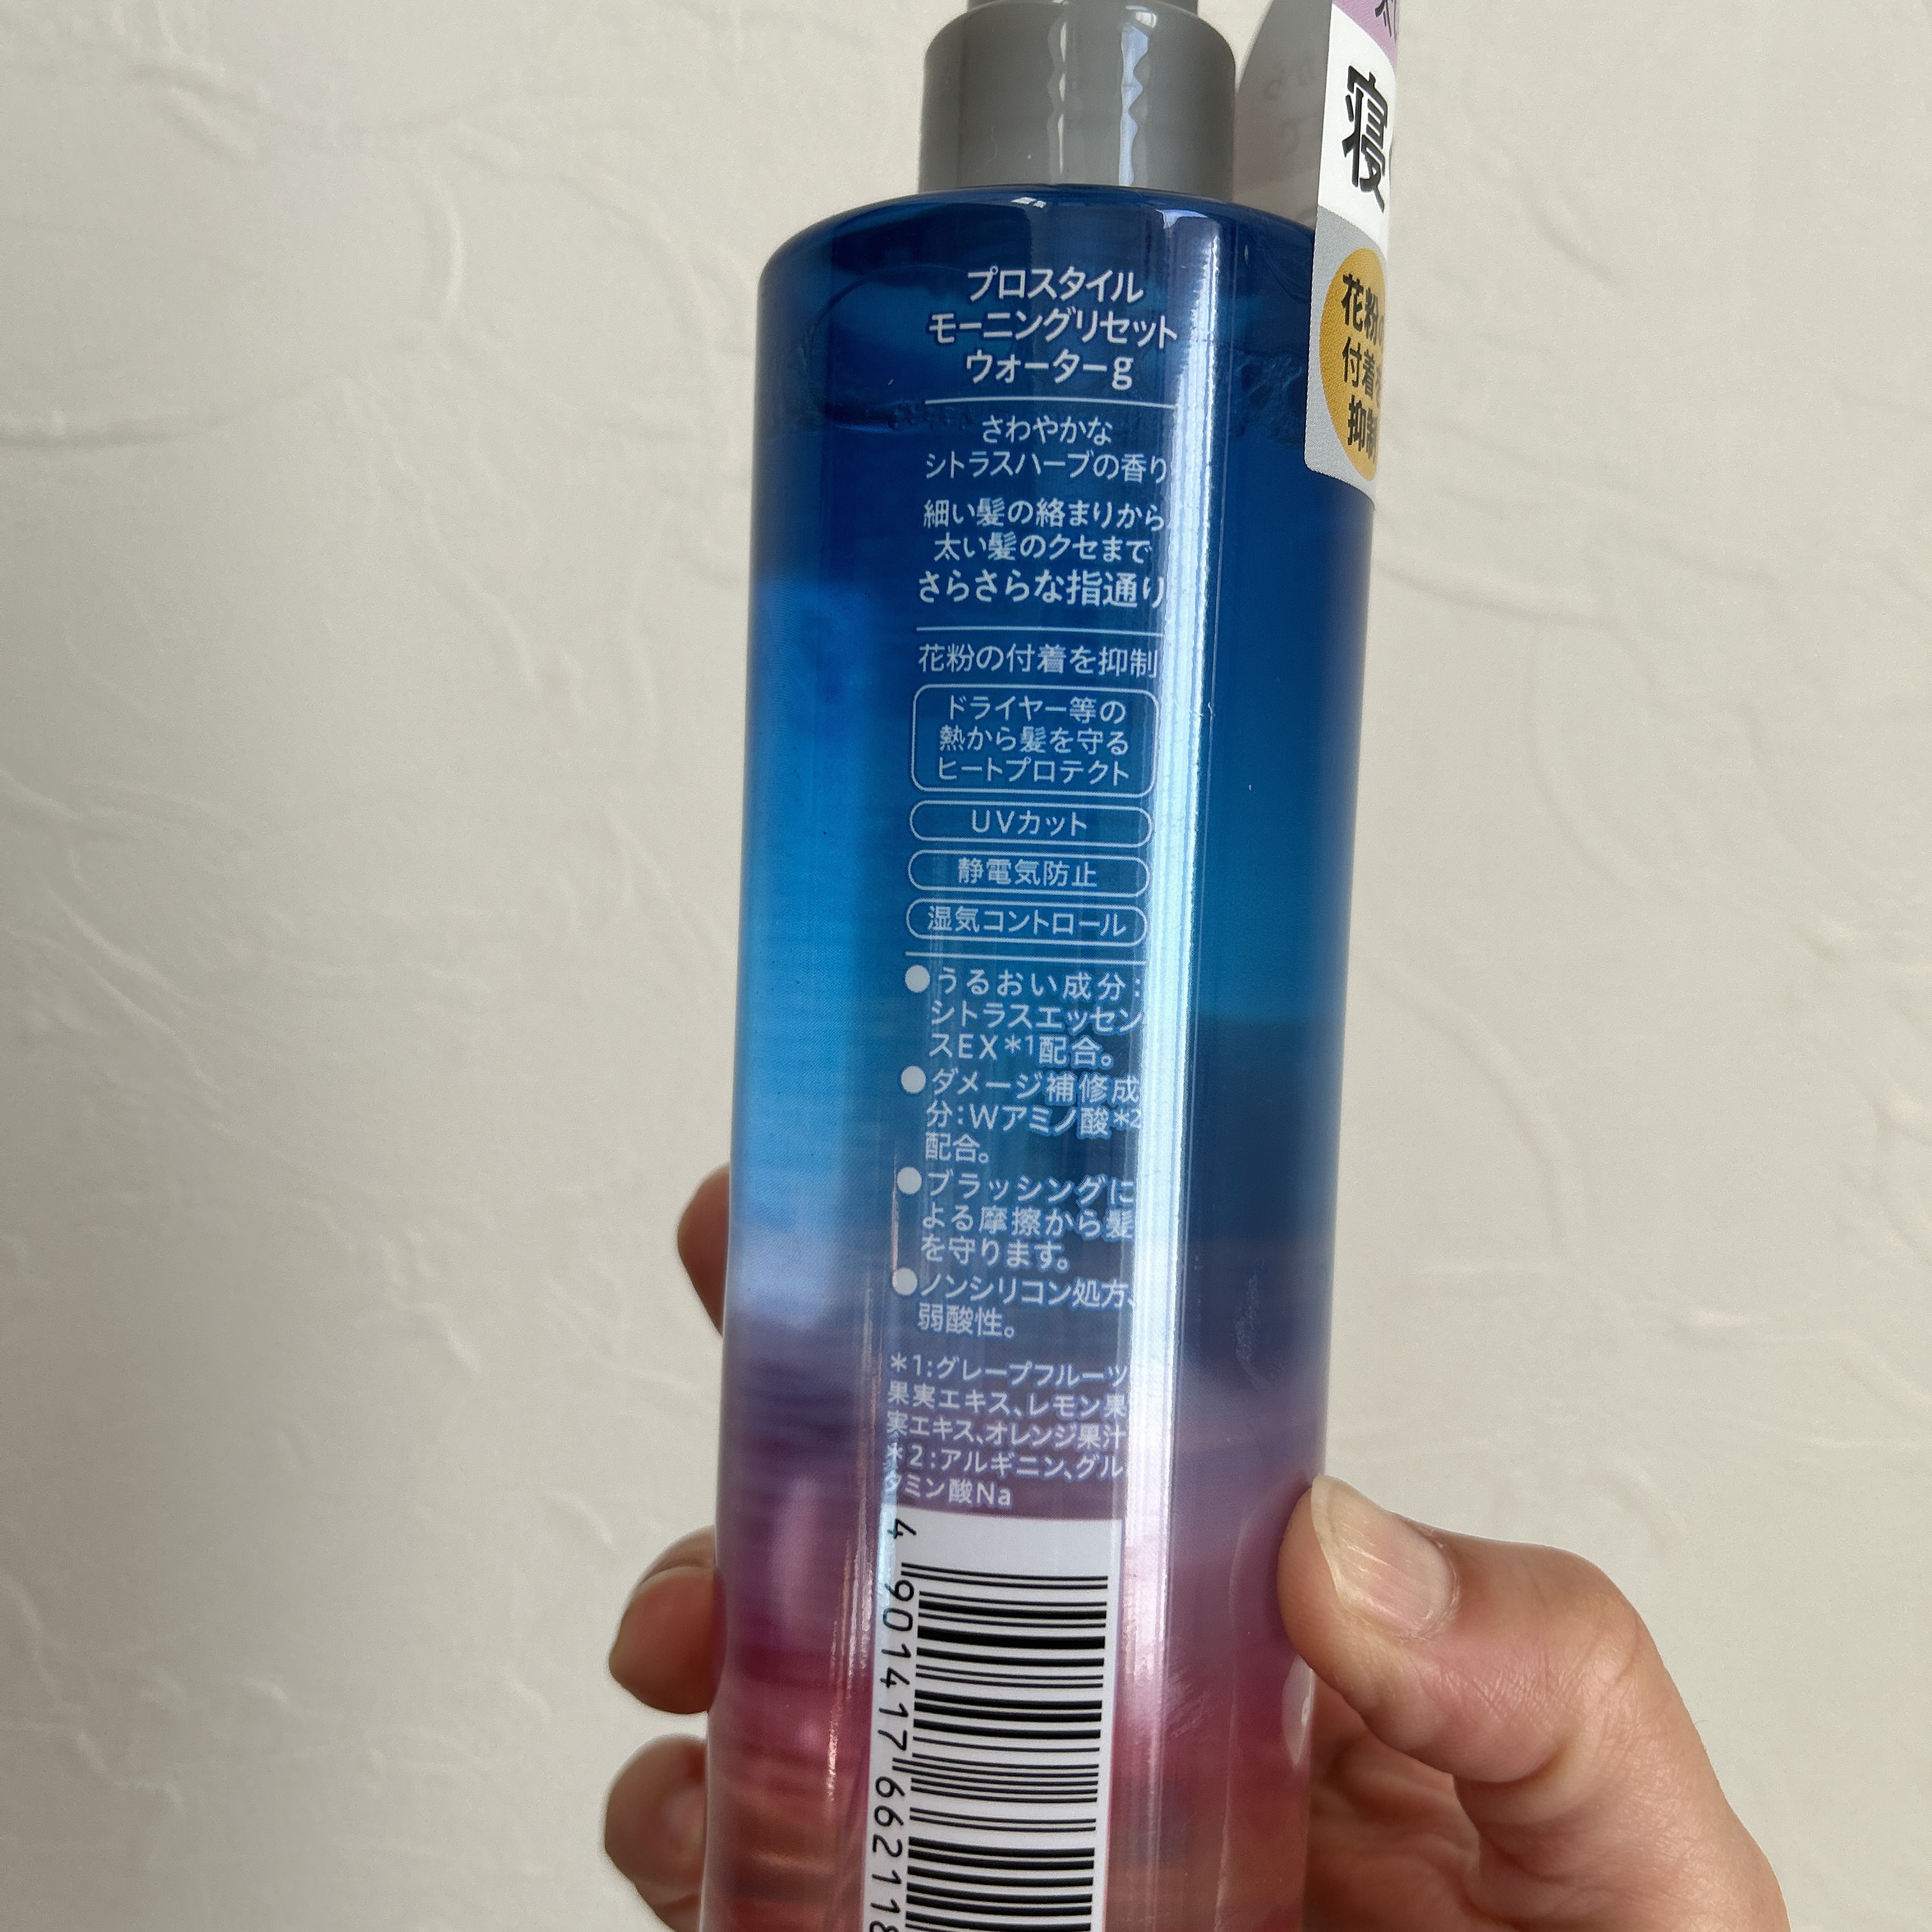 プロスタイル
モーニングリセット
ウォーターg
さわやかな
シトラスハーブの香り
細い髪の絡まりから
太い髪のクセまで
さらさらな指通り
花粉の付着を抑制
ドライヤー等の
熱から髪を守る
ヒートプロテクト
UVカット
静電気防止
湿気コントロール
●うるおい成分:
シトラスエッセン
スEX*1配合。
●ダメージ補修成
分:Wアミノ酸*2
配合。
●ブラッシングに
よる摩擦から髪
を守ります。
●ノンシリコン処方、
弱酸性。
*1:グレープフルーツ
果実エキス、レモン果
実エキス、オレンジ果汁
*2:アルギニン、グル
タミン酸Na
4 901417 662118
寝
花粉の
付着を
抑制